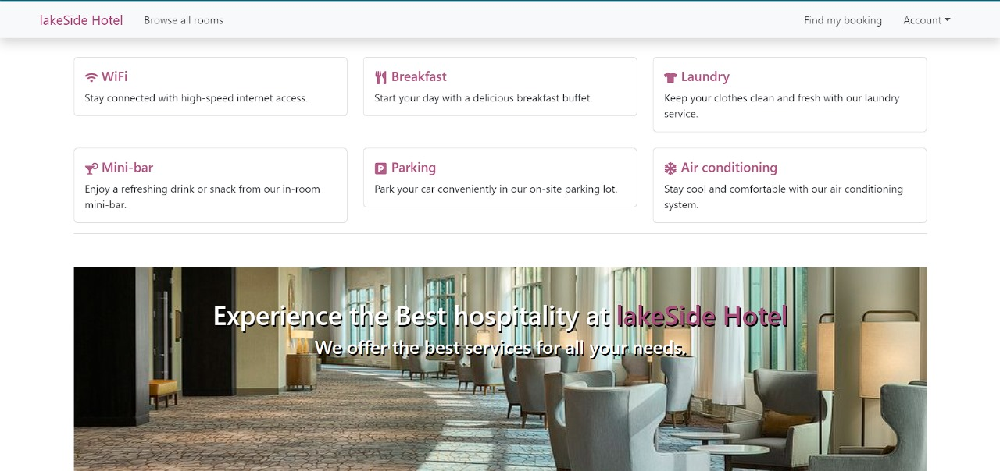 lakeSide Hotel Browse all rooms Find my booking Account
WiFi
Stay connected with high-speed internet access.
Breakfast
Start your day with a delicious breakfast buffet.
Laundry
Keep your clothes clean and fresh with our laundry
service.
Mini-bar
Enjoy a refreshing drink or snack from our in-room
mini-bar.
P Parking
Park your car conveniently in our on-site parking lot.
Air conditioning
Stay cool and comfortable with our air conditioning
system.
Experience the Best hospitality at lakeSide Hotel
We offer the best services for all your needs.